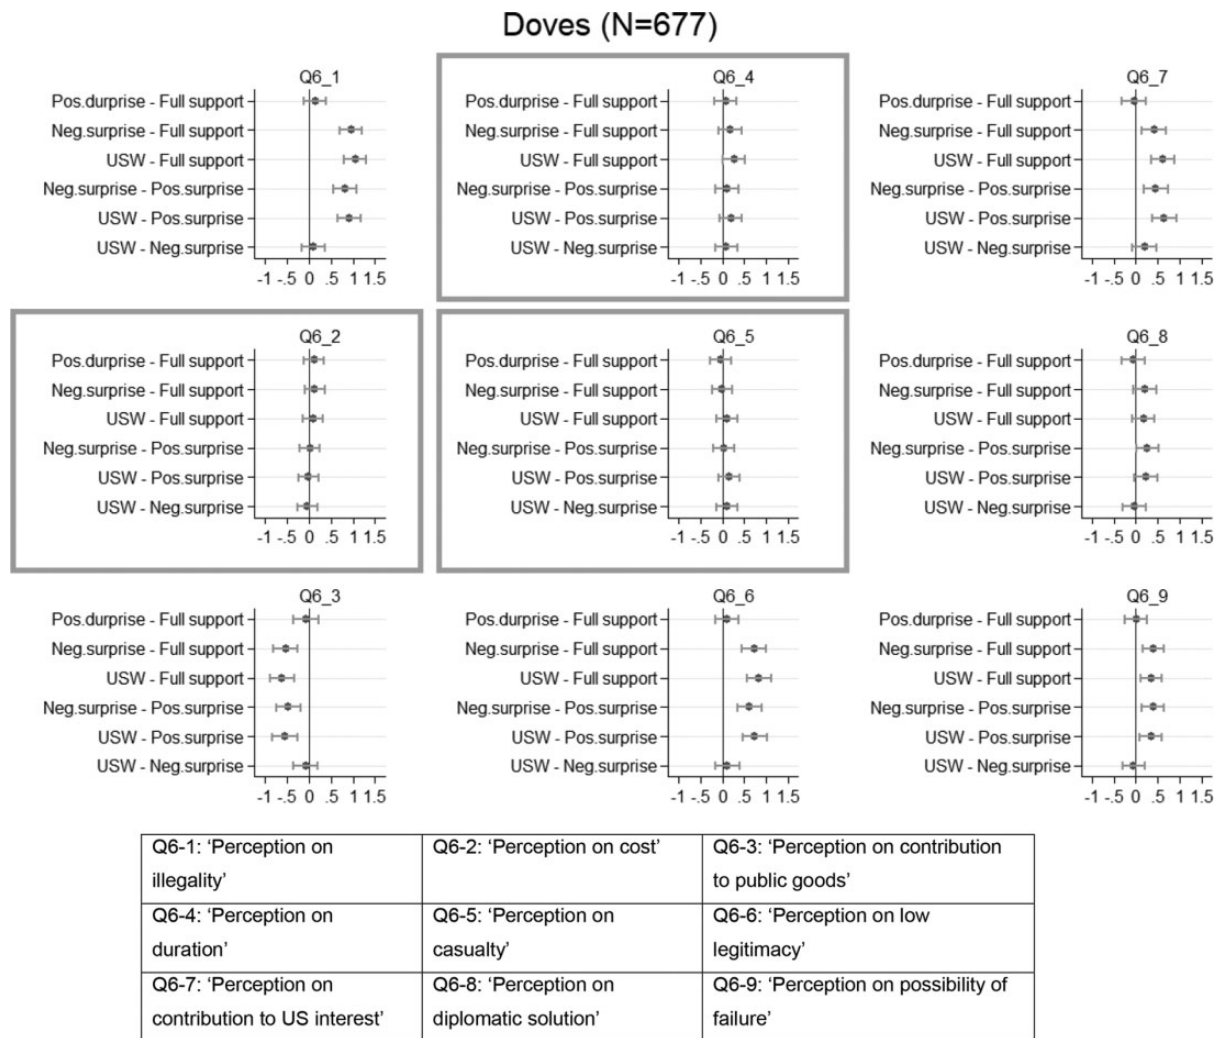 Doves (N=677)
Q6_1
Pos.durprise - Full support
Neg.surprise - Full support
USW - Full support
Neg.surprise - Pos.surprise
USW - Pos.surprise
USW - Neg.surprise
-1 -.5 0 .5 1 1.5
Q6_4
Pos.durprise - Full support
Neg.surprise - Full support
USW - Full support
Neg.surprise - Pos.surprise
USW - Pos.surprise
USW - Neg.surprise
-1 -.5 0 .5 1 1.5
Q6_7
Pos.durprise - Full support
Neg.surprise - Full support
USW - Full support
Neg.surprise - Pos.surprise
USW - Pos.surprise
USW - Neg.surprise
-1 -.5 0 .5 1 1.5
Q6_2
Pos.durprise - Full support
Neg.surprise - Full support
USW - Full support
Neg.surprise - Pos.surprise
USW - Pos.surprise
USW - Neg.surprise
-1 -.5 0 .5 1 1.5
Q6_5
Pos.durprise - Full support
Neg.surprise - Full support
USW - Full support
Neg.surprise - Pos.surprise
USW - Pos.surprise
USW - Neg.surprise
-1 -.5 0 .5 1 1.5
Q6_8
Pos.durprise - Full support
Neg.surprise - Full support
USW - Full support
Neg.surprise - Pos.surprise
USW - Pos.surprise
USW - Neg.surprise
-1 -.5 0 .5 1 1.5
Q6_3
Pos.durprise - Full support
Neg.surprise - Full support
USW - Full support
Neg.surprise - Pos.surprise
USW - Pos.surprise
USW - Neg.surprise
-1 -.5 0 .5 1 1.5
Q6_6
Pos.durprise - Full support
Neg.surprise - Full support
USW - Full support
Neg.surprise - Pos.surprise
USW - Pos.surprise
USW - Neg.surprise
-1 -.5 0 .5 1 1.5
Q6_9
Pos.durprise - Full support
Neg.surprise - Full support
USW - Full support
Neg.surprise - Pos.surprise
USW - Pos.surprise
USW - Neg.surprise
-1 -.5 0 .5 1 1.5
Q6-1: ‘Perception on
illegality’
Q6-2: ‘Perception on cost’
Q6-3: ‘Perception on contribution
to public goods’
Q6-4: ‘Perception on
duration’
Q6-5: ‘Perception on
casualty’
Q6-6: ‘Perception on low
legitimacy’
Q6-7: ‘Perception on
contribution to US interest’
Q6-8: ‘Perception on
diplomatic solution’
Q6-9: ‘Perception on possibility of
failure’